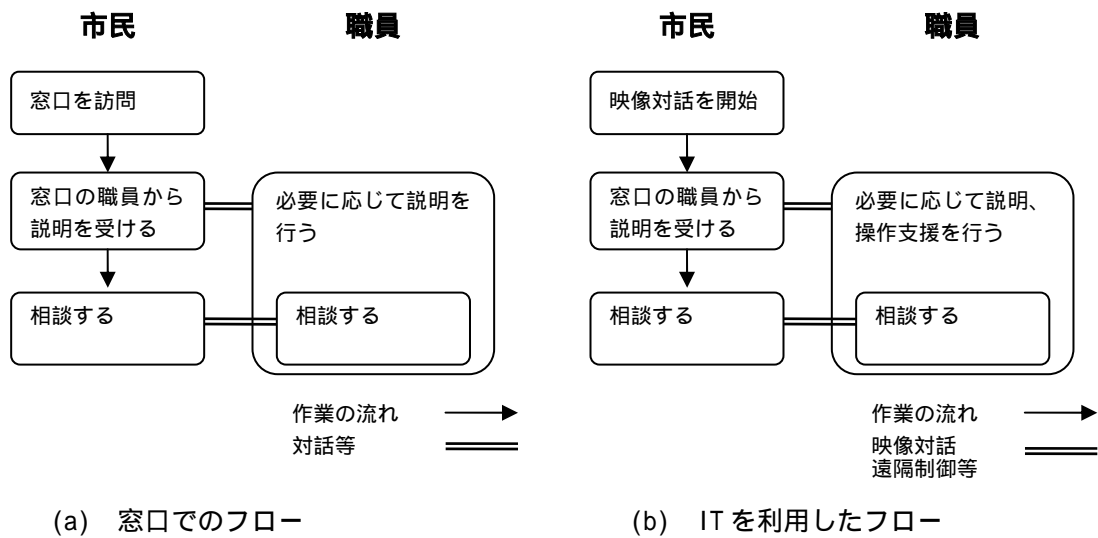 市民
職員
窓口を訪問
窓口の職員から
説明を受ける
必要に応じて説明を
行う
相談する
相談する
作業の流れ
対話等
(a) 窓口でのフロー
市民
職員
映像対話を開始
窓口の職員から
説明を受ける
必要に応じて説明、
操作支援を行う
相談する
相談する
作業の流れ
映像対話
遠隔制御等
(b) ITを利用したフロー